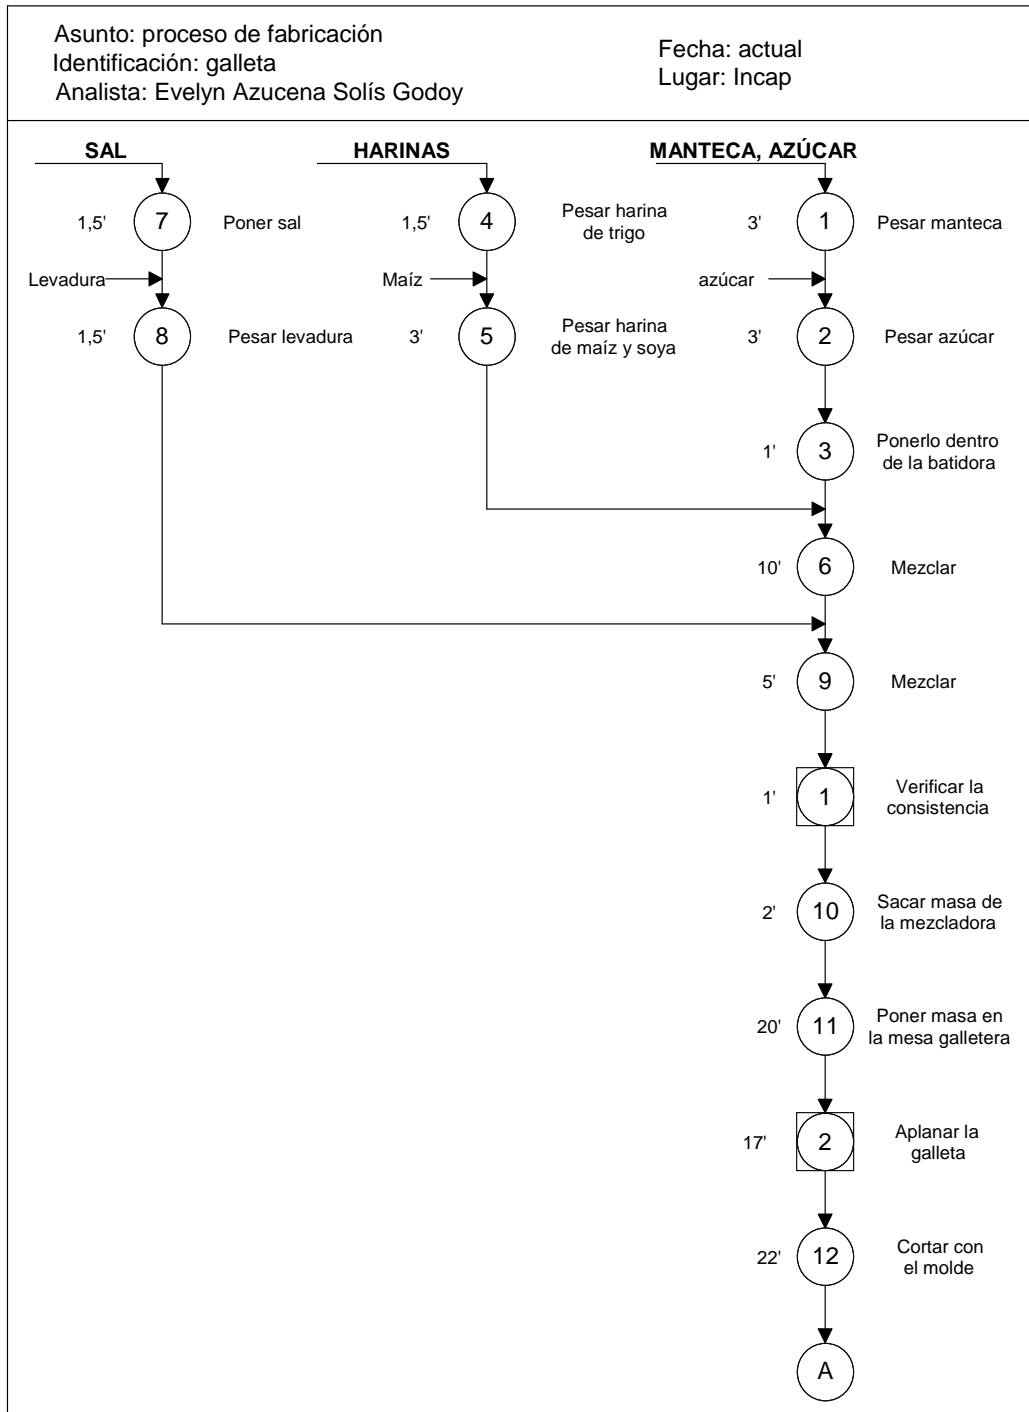 Asunto: proceso de fabricación
Identificación: galleta
Analista: Evelyn Azucena Solís Godoy
Fecha: actual
Lugar: Incap
SAL
HARINAS
MANTECA, AZÚCAR
1,5'
7
Poner sal
1,5'
4
Pesar harina
de trigo
3'
1
Pesar manteca
Levadura
Maíz
azúcar
1,5'
8
Pesar levadura
3'
5
Pesar harina
de maíz y soya
3'
2
Pesar azúcar
1'
3
Ponerlo dentro
de la batidora
10'
6
Mezclar
5'
9
Mezclar
1'
1
Verificar la
consistencia
2'
10
Sacar masa de
la mezcladora
20'
11
Poner masa en
la mesa galletera
17'
2
Aplanar la
galleta
22'
12
Cortar con
el molde
A